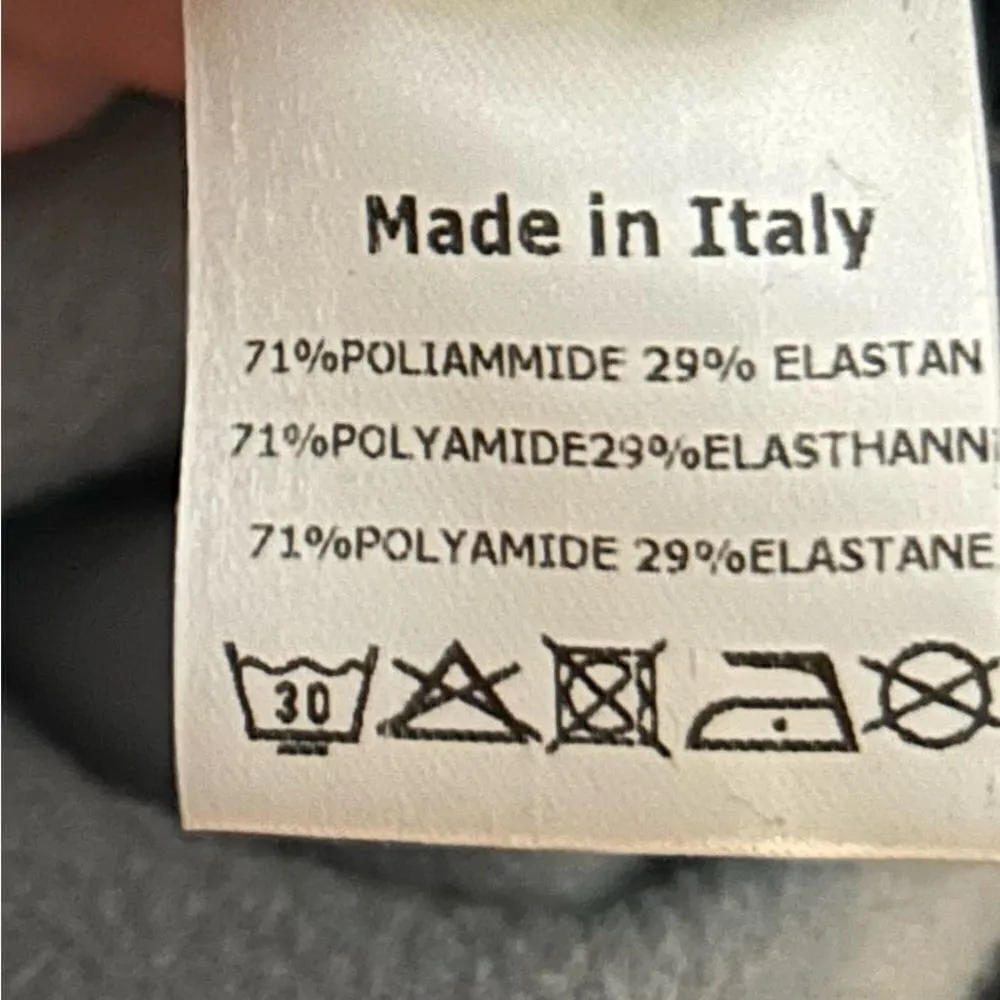 Made in Italy
71%POLIAMMIDE 29% ELASTAN
71%POLYAMIDE29%ELASTHANN
71%POLYAMIDE 29%ELASTANE
30